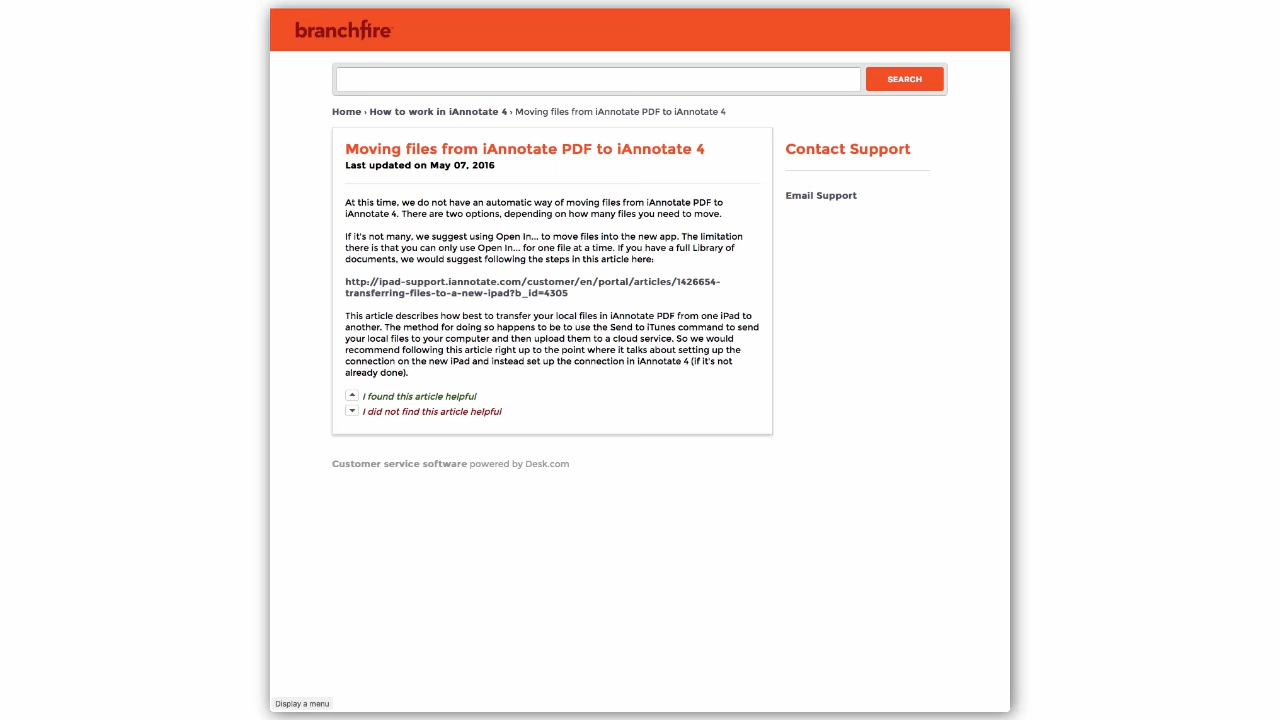 branchfire
SEARCH
Home › How to work in iAnnotate 4 › Moving files from iAnnotate PDF to iAnnotate 4
Moving files from iAnnotate PDF to iAnnotate 4
Last updated on May 07, 2016
At this time, we do not have an automatic way of moving files from iAnnotate PDF to
iAnnotate 4. There are two options, depending on how many files you need to move.
If it's not many, we suggest using Open In... to move files into the new app. The limitation
there is that you can only use Open In... for one file at a time. If you have a full Library of
documents, we would suggest following the steps in this article here:
http://ipad-support.iannotate.com/customer/en/portal/articles/1426654-
transferring-files-to-a-new-ipad?b_id=4305
This article describes how best to transfer your local files in iAnnotate PDF from one iPad to
another. The method for doing so happens to be to use the Send to iTunes command to send
your local files to your computer and then upload them to a cloud service. So we would
recommend following this article right up to the point where it talks about setting up the
connection on the new iPad and instead set up the connection in iAnnotate 4 (if it's not
already done).
I found this article helpful
I did not find this article helpful
Contact Support
Email Support
Customer service software powered by Desk.com
Display a menu